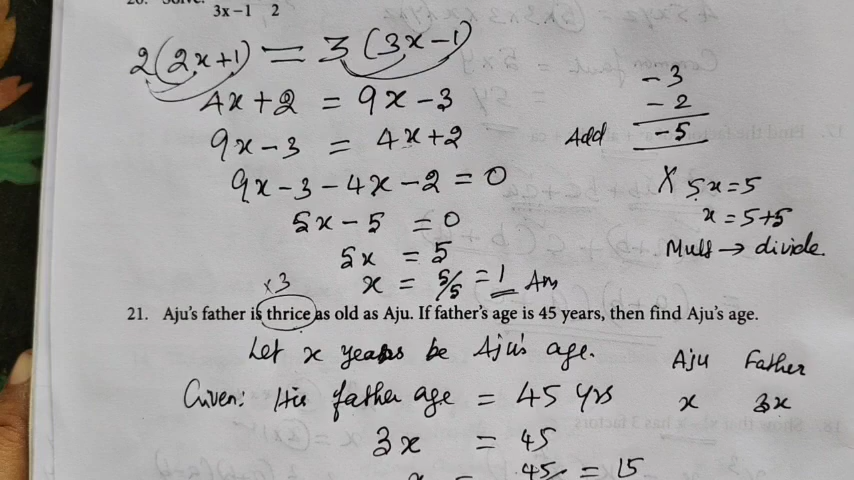 3x−1 2
2(2x+1) = 3(3x−1)
4x+2 = 9x−3
9x−3 = 4x+2
9x−3−4x−2 = 0
5x−5 = 0
5x = 5
x = 5/5 = 1 Ans
−3
Add −2
−5
X 5x = 5
x = 5+5
Mult → divide.
×3
21. Aju's father is thrice as old as Aju. If father's age is 45 years, then find Aju's age.
Let x years be Aju's age.
Aju Father
x 3x
Given: His father age = 45 yrs
3x = 45
45 = 15